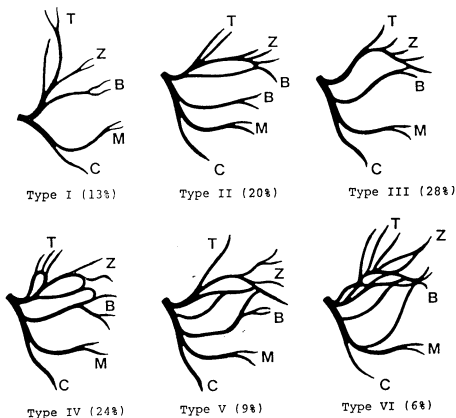 T
Z
B
M
C
Type I (13%)
T
Z
B
B
M
C
Type II (20%)
T
Z
B
M
C
Type III (28%)
T
Z
B
M
C
Type IV (24%)
T
Z
B
M
C
Type V (9%)
T
Z
B
M
C
Type VI (6%)